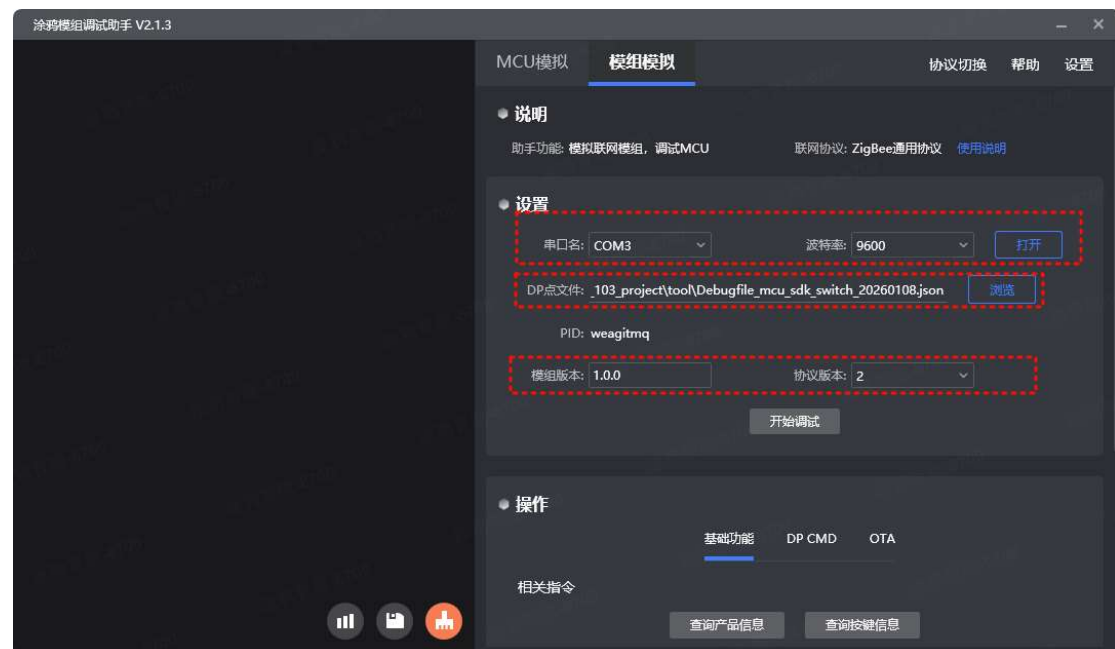 涂鸦模组调试助手 V2.1.3
MCU模拟 模组模拟 协议切换 帮助 设置
说明
助手功能: 模拟联网模组，调试MCU 联网协议: ZigBee通用协议 使用说明
设置
串口名: COM3 波特率: 9600 打开
DP点文件: _103_project\tool\Debugfile_mcu_sdk_switch_20260108.json 浏览
PID: weagitmq
模组版本: 1.0.0 协议版本: 2
开始调试
操作
基础功能 DP CMD OTA
相关指令
查询产品信息 查询按键信息